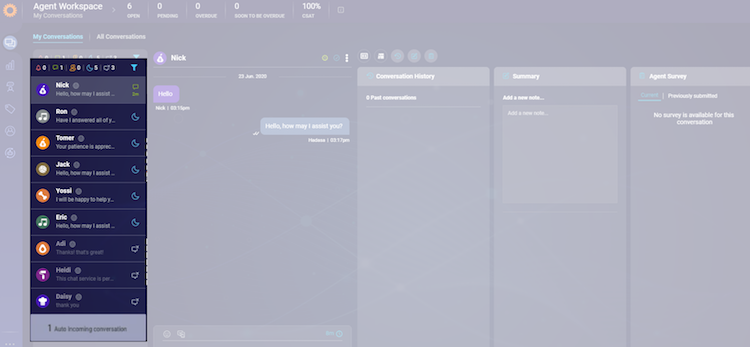 Agent Workspace
My Conversations
6
OPEN
0
PENDING
0
OVERDUE
0
SOON TO BE OVERDUE
100%
CSAT
My Conversations
All Conversations
0 1 0 5 3
Nick
Hello, how may I assist ...
Ron
Have I answered all of y...
Tomer
Your patience is apprec...
Jack
Hello, how may I assist ...
Yossi
I will be happy to help y...
Eric
Hello, how may I assist ...
Adi
Thanks! that's great!
Heidi
This chat service is per...
Daisy
thank you
1 Auto incoming conversation
Nick
23 Jun. 2020
Hello
Nick | 03:16pm
Hello, how may I assist you?
03:17pm
Conversation History
0 Past conversations
Summary
Add a new note...
Add a new note...
Agent Survey
Current
Previously submitted
No survey is available for this
conversation